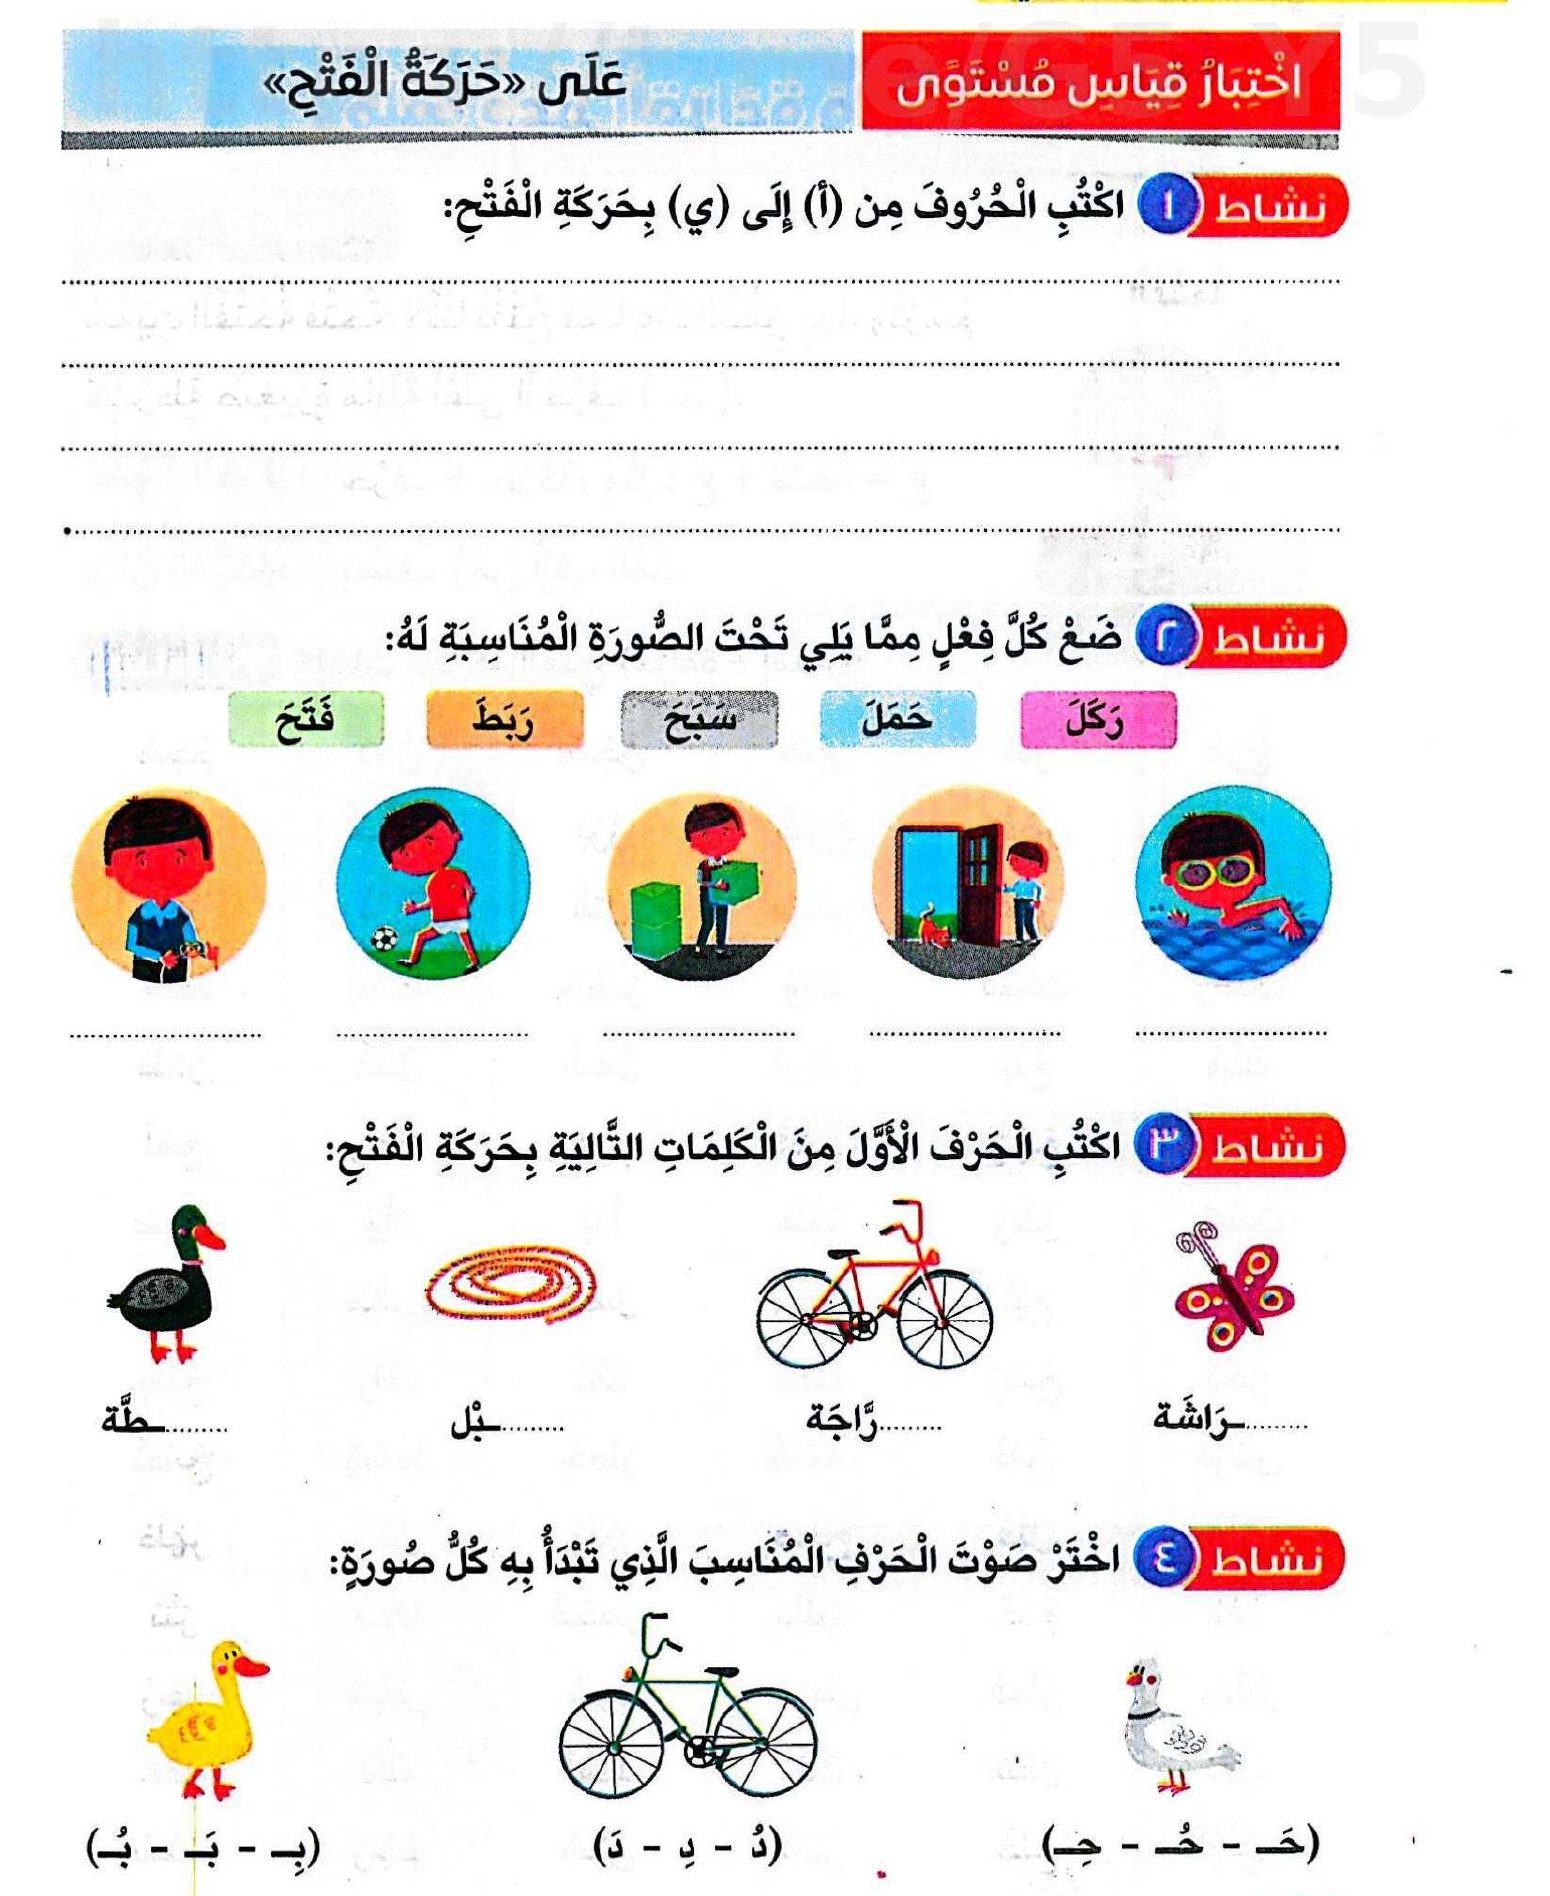 اخْتِبَارُ قِيَاسِ مُسْتَوًى عَلَى «حَرَكَةُ الْفَتْحِ»
نشاط ١ اكْتُبِ الْحُرُوفَ مِن (أ) إِلَى (ي) بِحَرَكَةِ الْفَتْحِ:
نشاط ٢ ضَعْ كُلَّ فِعْلٍ مِمَّا يَلِي تَحْتَ الصُّورَةِ الْمُنَاسِبَةِ لَهُ:
رَكَلَ حَمَلَ سَبَحَ رَبَطَ فَتَحَ
نشاط ٣ اكْتُبِ الْحَرْفَ الْأَوَّلَ مِنَ الْكَلِمَاتِ التَّالِيَةِ بِحَرَكَةِ الْفَتْحِ:
.........ـرَاشَة .........رَّاجَة .........ـبْل .........ـطَّة
نشاط ٤ اخْتَرْ صَوْتَ الْحَرْفِ الْمُنَاسِبَ الَّذِي تَبْدَأُ بِهِ كُلُّ صُورَةٍ:
(حَـ - حُـ - حِـ) (دُ - دِ - دَ) (بِـ - بَـ - بُـ)